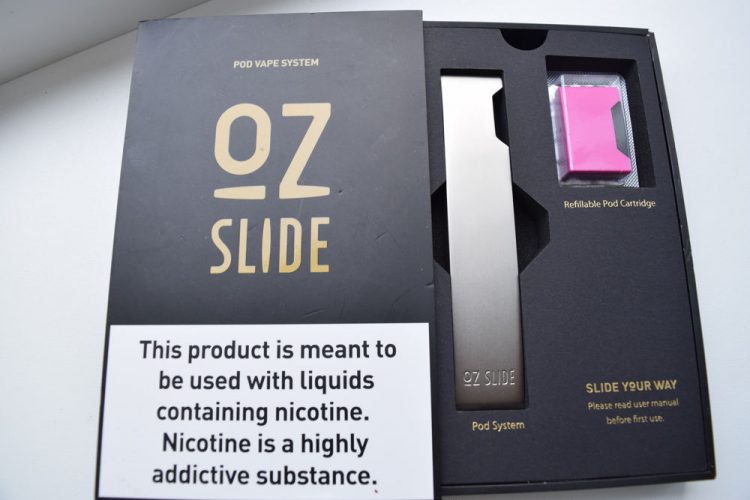 POD VAPE SYSTEM
OZ
SLIDE
This product is meant to
be used with liquids
containing nicotine.
Nicotine is a highly
addictive substance.
OZ SLIDE
Pod System
Refillable Pod Cartridge
SLIDE YOUR WAY
Please read user manual
before first use.